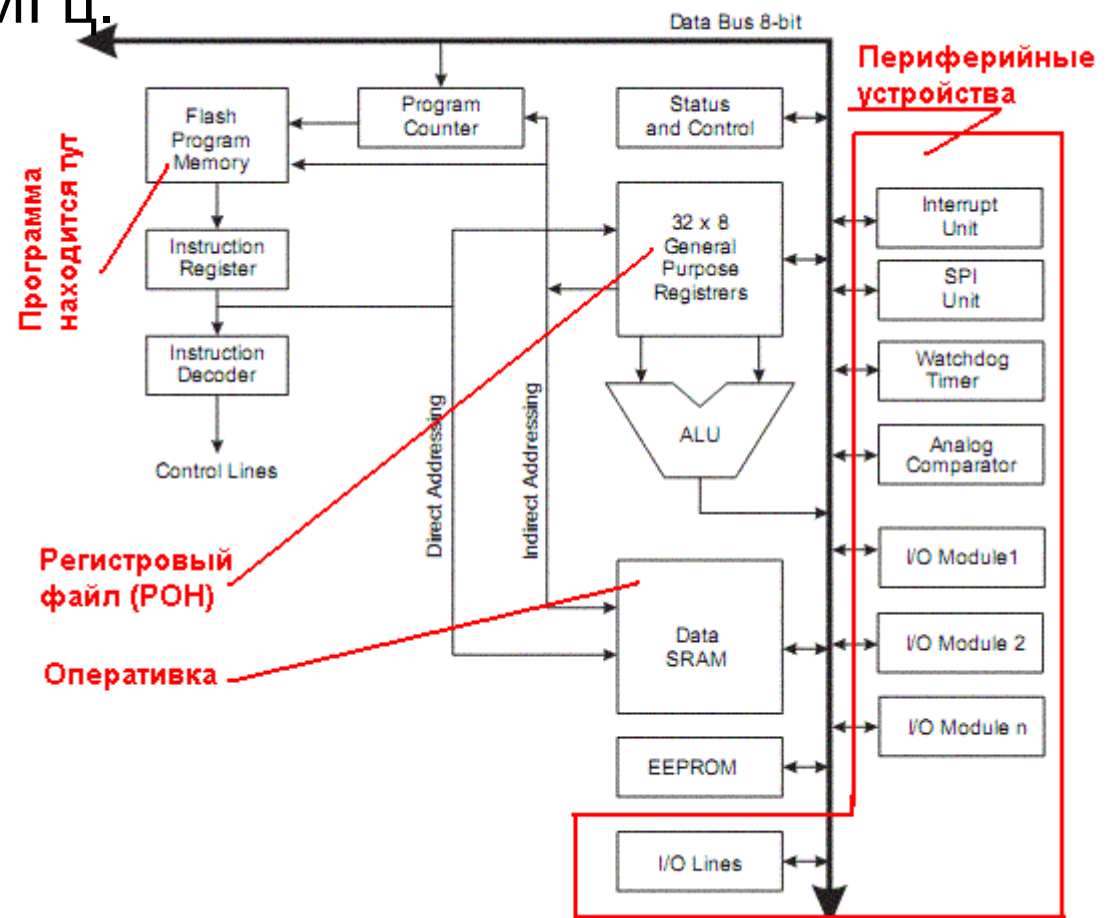 МГц.
Data Bus 8-bit
Периферийные
устройства
Flash
Program
Memory
Program
Counter
Status
and Control
Программа
находится тут
32 x 8
General
Purpose
Registrers
Interrupt
Unit
Instruction
Register
SPI
Unit
Instruction
Decoder
Watchdog
Timer
ALU
Analog
Comparator
Control Lines
Direct Addressing
Indirect Addressing
Регистровый
файл (РОН)
I/O Module1
Data
SRAM
I/O Module 2
Оперативка
I/O Module n
EEPROM
I/O Lines